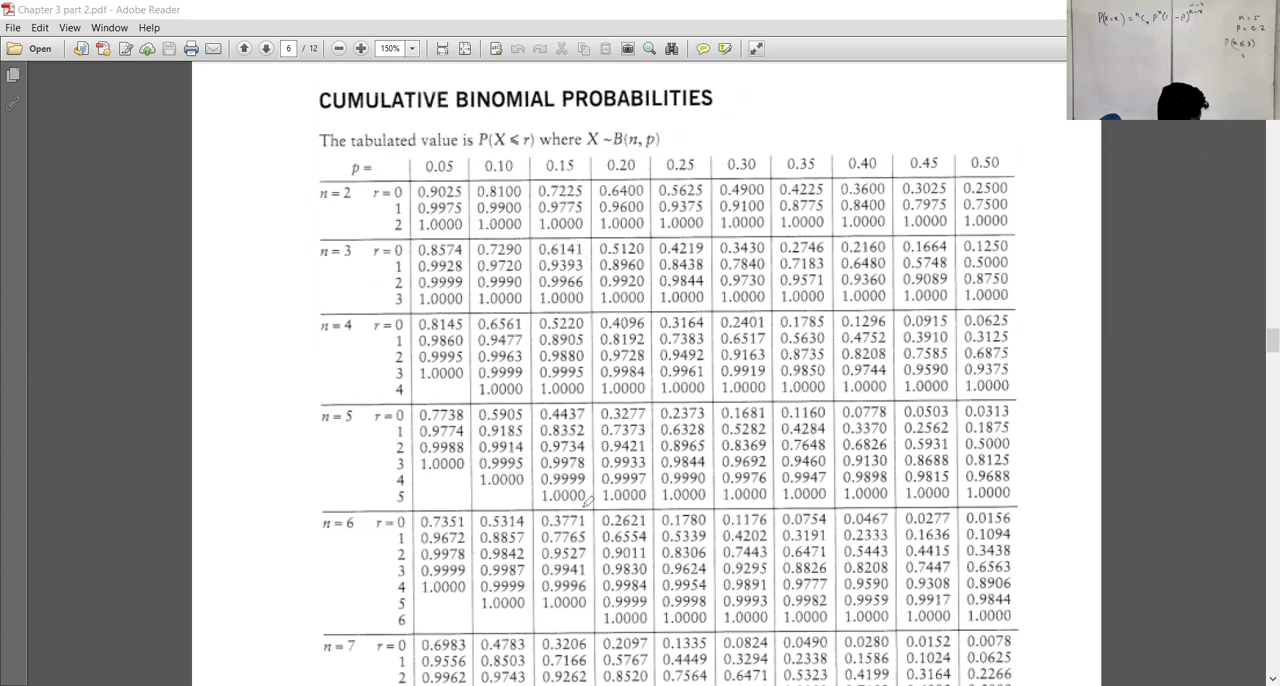 Chapter 3 part 2.pdf - Adobe Reader
File Edit View Window Help
Open 6 / 12 150%
P(X=x) = ⁿCₓ pˣ(1-p)ⁿ⁻ˣ
n = 5
p = 0.2
P(x ≤ 3)
=
CUMULATIVE BINOMIAL PROBABILITIES
The tabulated value is P(X ⩽ r) where X ~B(n, p)
p = 0.05 0.10 0.15 0.20 0.25 0.30 0.35 0.40 0.45 0.50
n = 2 r = 0 0.9025 0.8100 0.7225 0.6400 0.5625 0.4900 0.4225 0.3600 0.3025 0.2500
1 0.9975 0.9900 0.9775 0.9600 0.9375 0.9100 0.8775 0.8400 0.7975 0.7500
2 1.0000 1.0000 1.0000 1.0000 1.0000 1.0000 1.0000 1.0000 1.0000 1.0000
n = 3 r = 0 0.8574 0.7290 0.6141 0.5120 0.4219 0.3430 0.2746 0.2160 0.1664 0.1250
1 0.9928 0.9720 0.9393 0.8960 0.8438 0.7840 0.7183 0.6480 0.5748 0.5000
2 0.9999 0.9990 0.9966 0.9920 0.9844 0.9730 0.9571 0.9360 0.9089 0.8750
3 1.0000 1.0000 1.0000 1.0000 1.0000 1.0000 1.0000 1.0000 1.0000 1.0000
n = 4 r = 0 0.8145 0.6561 0.5220 0.4096 0.3164 0.2401 0.1785 0.1296 0.0915 0.0625
1 0.9860 0.9477 0.8905 0.8192 0.7383 0.6517 0.5630 0.4752 0.3910 0.3125
2 0.9995 0.9963 0.9880 0.9728 0.9492 0.9163 0.8735 0.8208 0.7585 0.6875
3 1.0000 0.9999 0.9995 0.9984 0.9961 0.9919 0.9850 0.9744 0.9590 0.9375
4 1.0000 1.0000 1.0000 1.0000 1.0000 1.0000 1.0000 1.0000 1.0000
n = 5 r = 0 0.7738 0.5905 0.4437 0.3277 0.2373 0.1681 0.1160 0.0778 0.0503 0.0313
1 0.9774 0.9185 0.8352 0.7373 0.6328 0.5282 0.4284 0.3370 0.2562 0.1875
2 0.9988 0.9914 0.9734 0.9421 0.8965 0.8369 0.7648 0.6826 0.5931 0.5000
3 1.0000 0.9995 0.9978 0.9933 0.9844 0.9692 0.9460 0.9130 0.8688 0.8125
4 1.0000 0.9999 0.9997 0.9990 0.9976 0.9947 0.9898 0.9815 0.9688
5 1.0000 1.0000 1.0000 1.0000 1.0000 1.0000 1.0000 1.0000
n = 6 r = 0 0.7351 0.5314 0.3771 0.2621 0.1780 0.1176 0.0754 0.0467 0.0277 0.0156
1 0.9672 0.8857 0.7765 0.6554 0.5339 0.4202 0.3191 0.2333 0.1636 0.1094
2 0.9978 0.9842 0.9527 0.9011 0.8306 0.7443 0.6471 0.5443 0.4415 0.3438
3 0.9999 0.9987 0.9941 0.9830 0.9624 0.9295 0.8826 0.8208 0.7447 0.6563
4 1.0000 0.9999 0.9996 0.9984 0.9954 0.9891 0.9777 0.9590 0.9308 0.8906
5 1.0000 1.0000 0.9999 0.9998 0.9993 0.9982 0.9959 0.9917 0.9844
6 1.0000 1.0000 1.0000 1.0000 1.0000 1.0000 1.0000
n = 7 r = 0 0.6983 0.4783 0.3206 0.2097 0.1335 0.0824 0.0490 0.0280 0.0152 0.0078
1 0.9556 0.8503 0.7166 0.5767 0.4449 0.3294 0.2338 0.1586 0.1024 0.0625
2 0.9962 0.9743 0.9262 0.8520 0.7564 0.6471 0.5323 0.4199 0.3164 0.2266